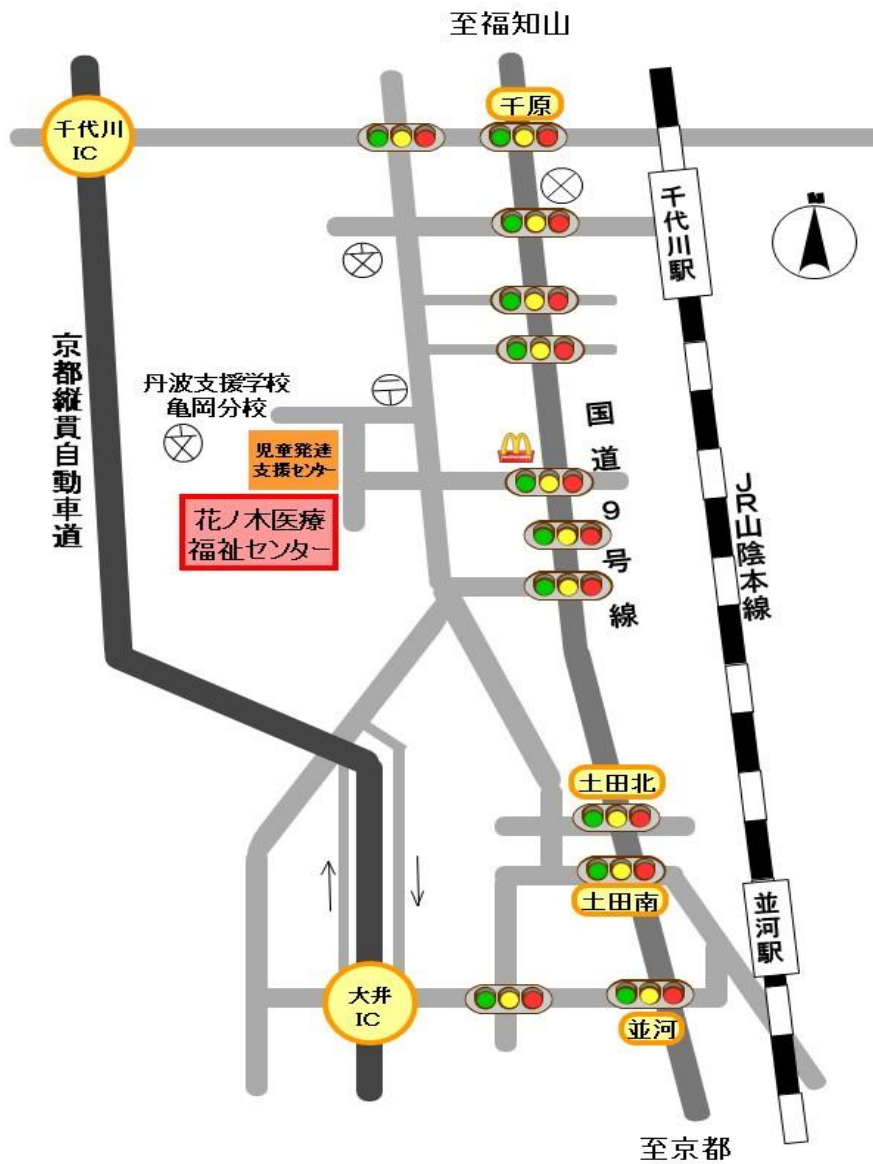 至福知山
千代川
IC
千原
千代川駅
京都縦貫自動車道
丹波支援学校
亀岡分校
児童発達
支援センター
花ノ木医療
福祉センター
国道9号線
JR山陰本線
土田北
土田南
並河駅
大井
IC
並河
至京都